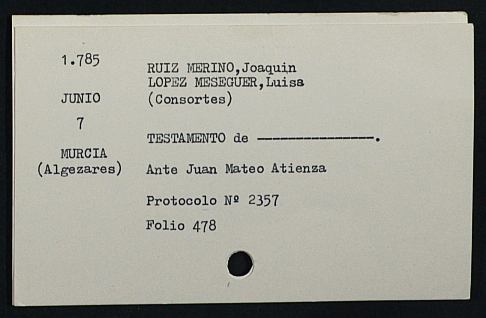 1.785
RUIZ MERINO,Joaquin
LOPEZ MESEGUER,Luisa
JUNIO
(Consortes)
7
TESTAMENTO de ---------------.
MURCIA
(Algezares)
Ante Juan Mateo Atienza
Protocolo Nº 2357
Folio 478